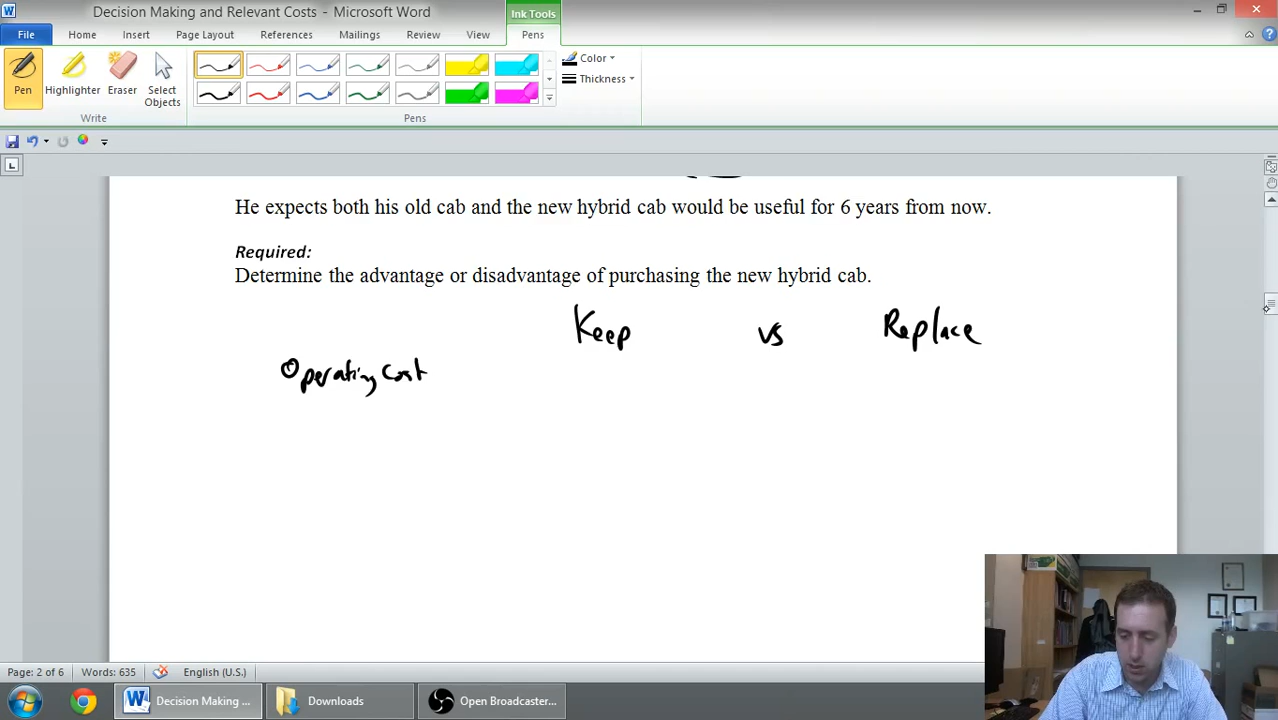 Decision Making and Relevant Costs - Microsoft Word
Ink Tools
File Home Insert Page Layout References Mailings Review View Pens
Pen Highlighter Eraser Select Objects
Color
Thickness
Write Pens
He expects both his old cab and the new hybrid cab would be useful for 6 years from now.
Required:
Determine the advantage or disadvantage of purchasing the new hybrid cab.
Keep vs Replace
Operating Cost
Page: 2 of 6 Words: 635 English (U.S.)
Decision Making ... Downloads Open Broadcaster...